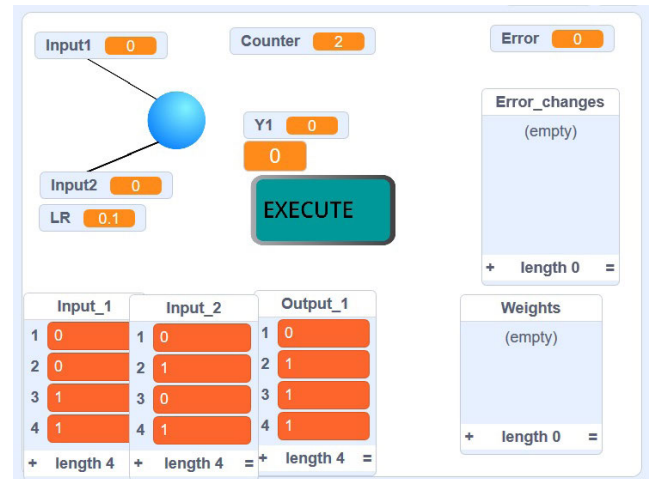 Input1 0
Counter 2
Error 0
Error_changes
(empty)
+ length 0 =
Y1 0
0
Input2 0
LR 0.1
EXECUTE
Input_1
1 0
2 0
3 1
4 1
+ length 4
Input_2
1 0
2 1
3 0
4 1
+ length 4 =
Output_1
1 0
2 1
3 1
4 1
+ length 4 =
Weights
(empty)
+ length 0 =